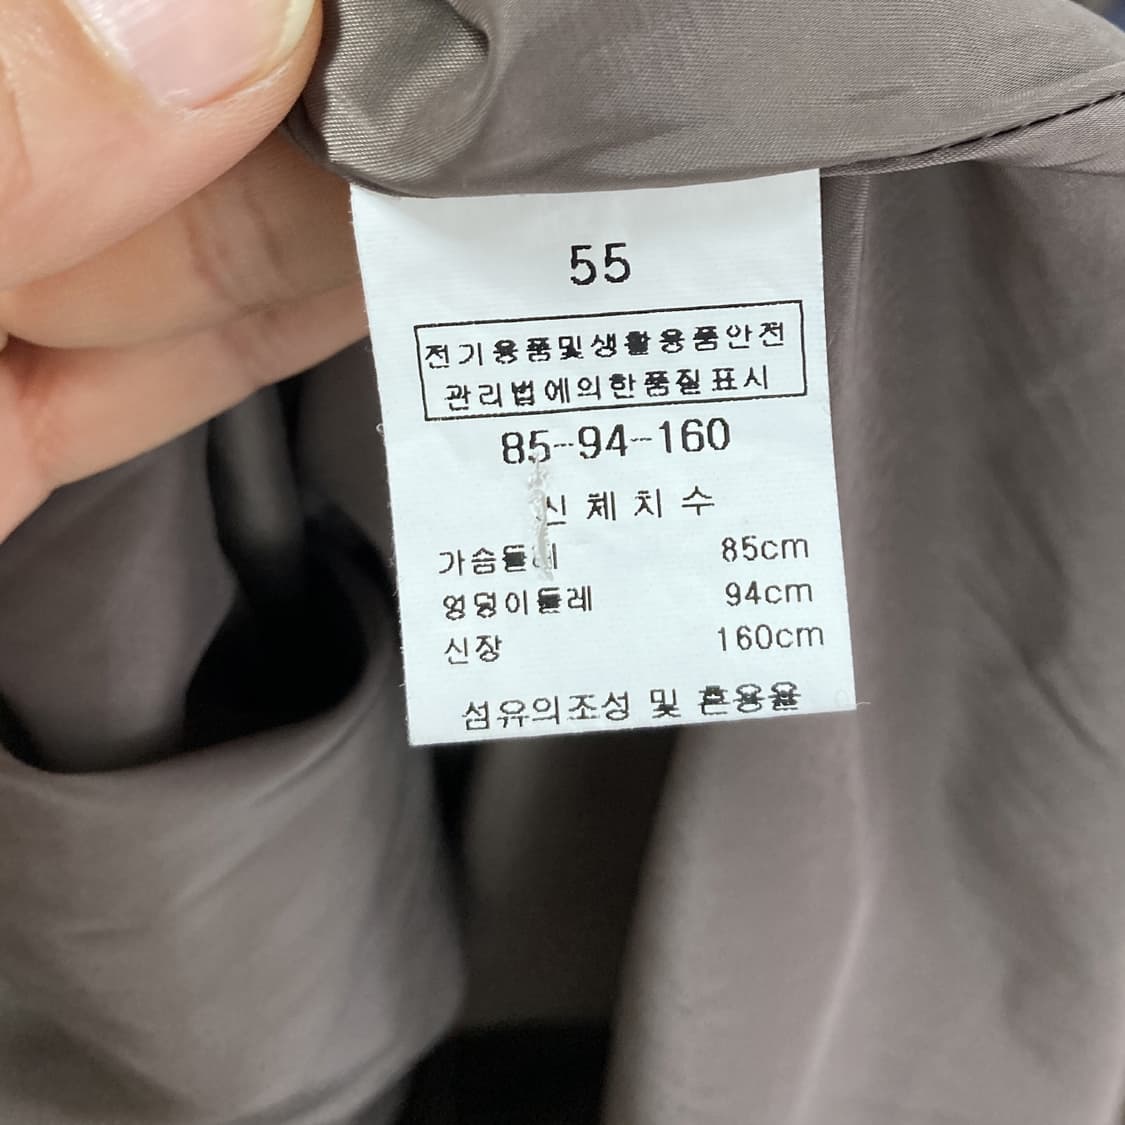 55
전기용품및생활용품안전
관리법에의한품질표시
85-94-160
신체치수
가슴둘레 85cm
엉덩이둘레 94cm
신장 160cm
섬유의조성 및 혼용율